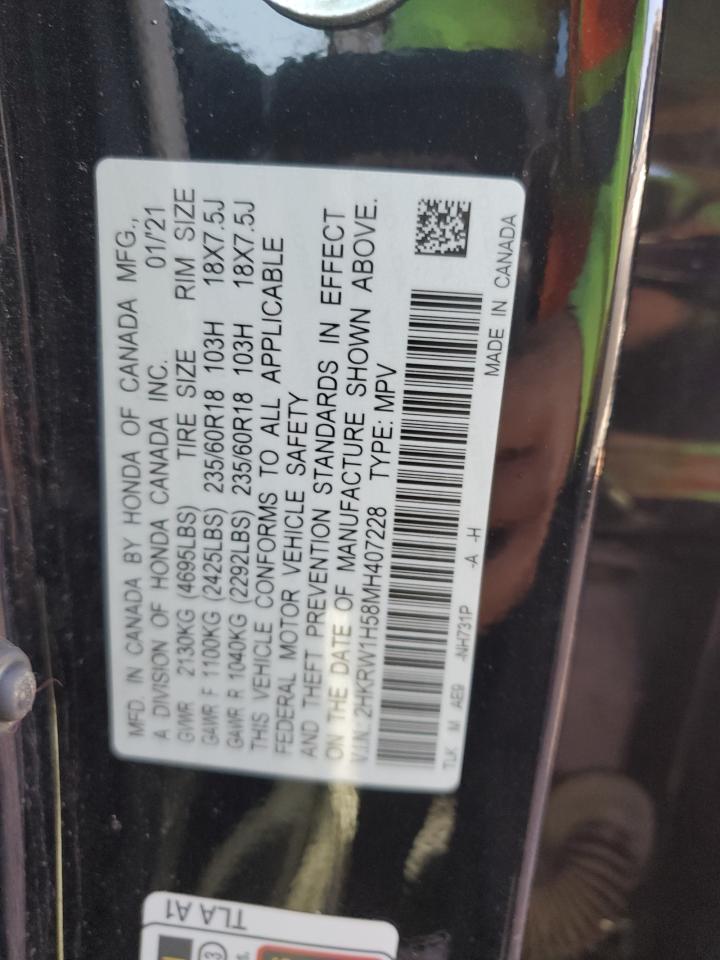 MFD. IN CANADA BY HONDA OF CANADA MFG.,
A DIVISION OF HONDA CANADA INC. 01/'21
GVWR 2130KG (4695LBS) TIRE SIZE RIM SIZE
GAWR F 1100KG (2425LBS) 235/60R18 103H 18X7.5J
GAWR R 1040KG (2292LBS) 235/60R18 103H 18X7.5J
THIS VEHICLE CONFORMS TO ALL APPLICABLE
FEDERAL MOTOR VEHICLE SAFETY
AND THEFT PREVENTION STANDARDS IN EFFECT
ON THE DATE OF MANUFACTURE SHOWN ABOVE.
V.I.N. 2HKRW1H58MH407228 TYPE: MPV
TLK M AE9 -NH731P -A -H
MADE IN CANADA
TLA A1